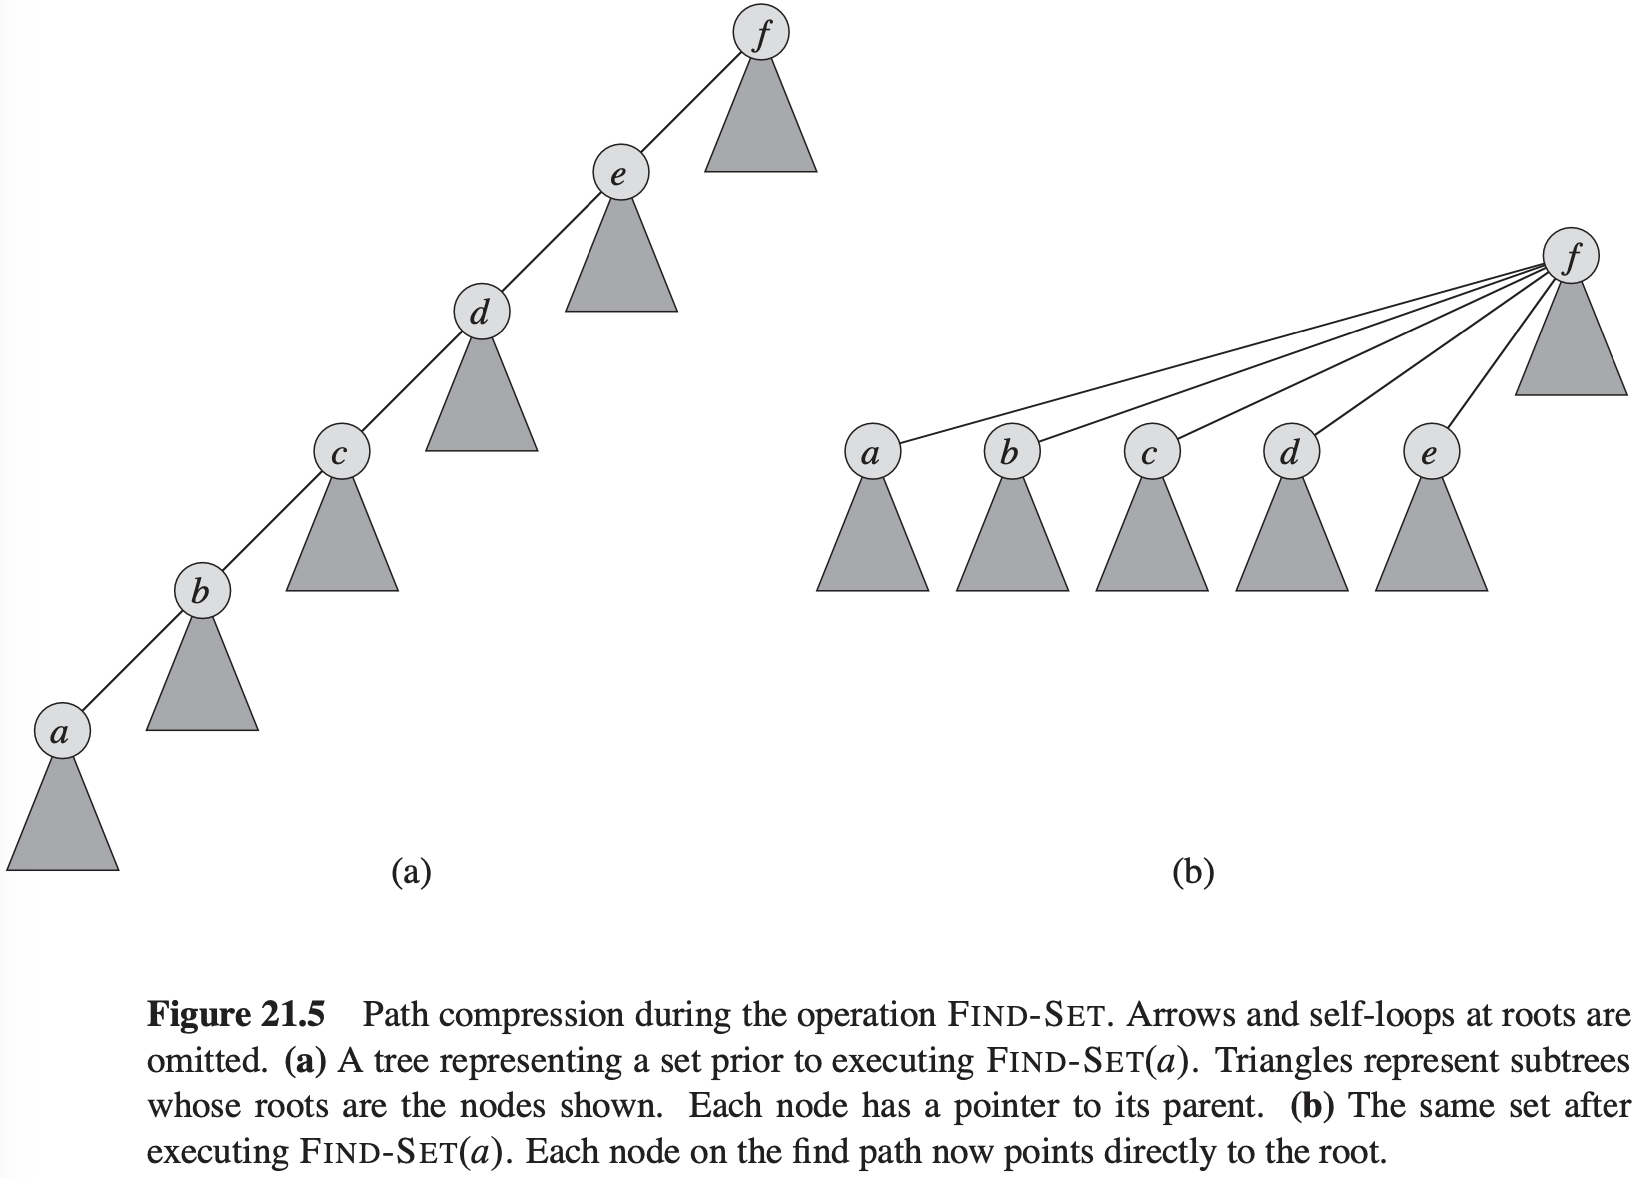 f
e
d
c
b
a
(a)
f
a b c d e
(b)
Figure 21.5 Path compression during the operation FIND-SET. Arrows and self-loops at roots are
omitted. (a) A tree representing a set prior to executing FIND-SET(a). Triangles represent subtrees
whose roots are the nodes shown. Each node has a pointer to its parent. (b) The same set after
executing FIND-SET(a). Each node on the find path now points directly to the root.